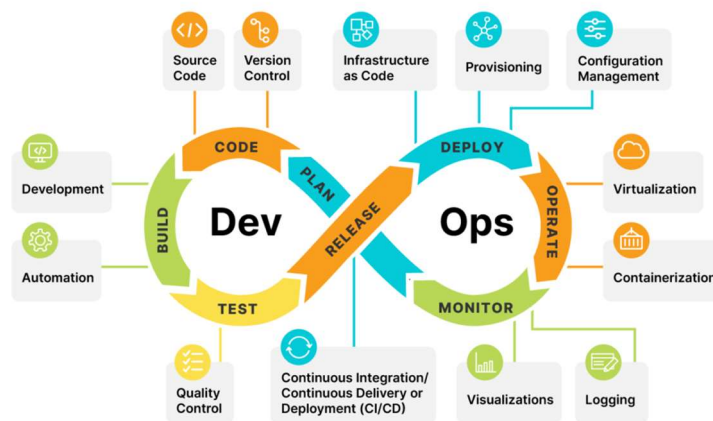 Source
Code
Version
Control
Infrastructure
as Code
Provisioning
Configuration
Management
CODE
PLAN
DEPLOY
Development
Automation
BUILD
Dev
RELEASE
Ops
OPERATE
Virtualization
Containerization
TEST
MONITOR
Quality
Control
Continuous Integration/
Continuous Delivery or
Deployment (CI/CD)
Visualizations
Logging